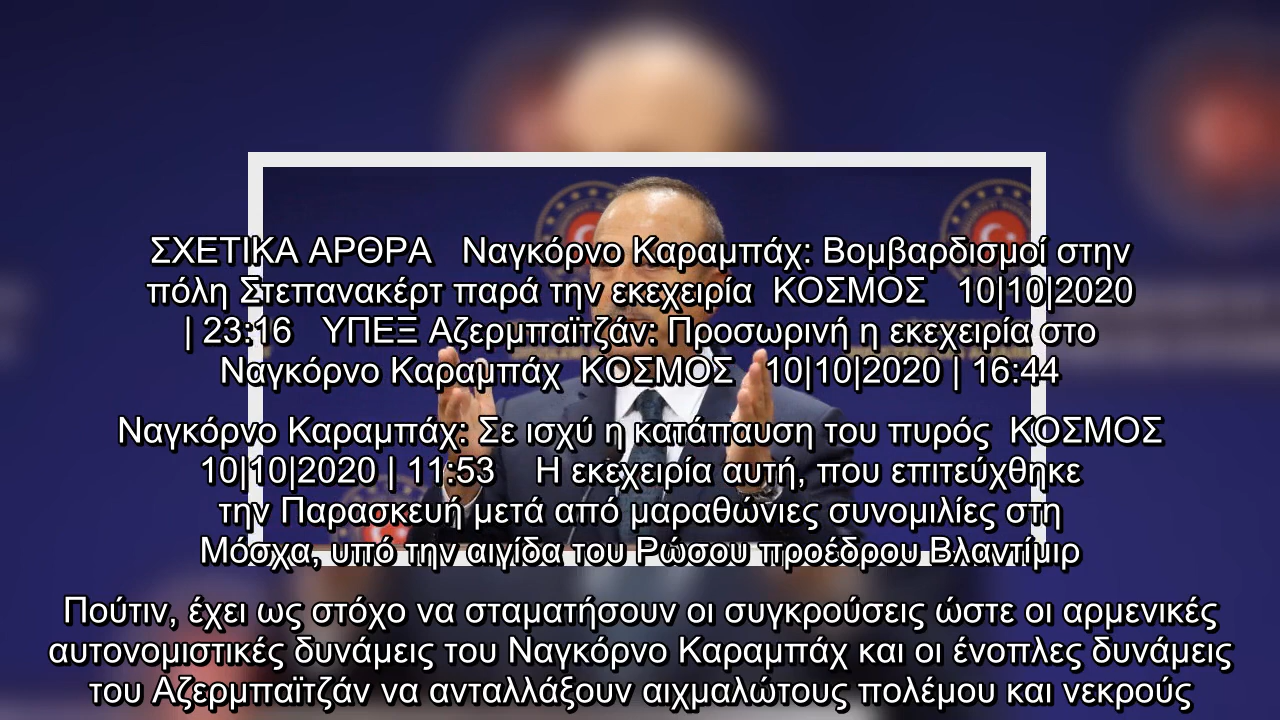 ΣΧΕΤΙΚΑ ΑΡΘΡΑ   Ναγκόρνο Καραμπάχ: Βομβαρδισμοί στην
πόλη Στεπανακέρτ παρά την εκεχειρία  ΚΟΣΜΟΣ   10|10|2020
| 23:16   ΥΠΕΞ Αζερμπαϊτζάν: Προσωρινή η εκεχειρία στο
Ναγκόρνο Καραμπάχ  ΚΟΣΜΟΣ   10|10|2020 | 16:44
Ναγκόρνο Καραμπάχ: Σε ισχύ η κατάπαυση του πυρός  ΚΟΣΜΟΣ
10|10|2020 | 11:53    Η εκεχειρία αυτή, που επιτεύχθηκε
την Παρασκευή μετά από μαραθώνιες συνομιλίες στη
Μόσχα, υπό την αιγίδα του Ρώσου προέδρου Βλαντίμιρ
Πούτιν, έχει ως στόχο να σταματήσουν οι συγκρούσεις ώστε οι αρμενικές
αυτονομιστικές δυνάμεις του Ναγκόρνο Καραμπάχ και οι ένοπλες δυνάμεις
του Αζερμπαϊτζάν να ανταλλάξουν αιχμαλώτους πολέμου και νεκρούς